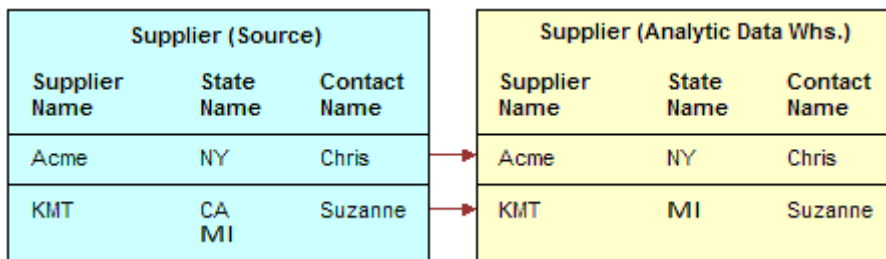 Supplier (Source)
Supplier Name State Name Contact Name
Acme NY Chris
KMT CA Suzanne
MI
Supplier (Analytic Data Whs.)
Supplier Name State Name Contact Name
Acme NY Chris
KMT MI Suzanne